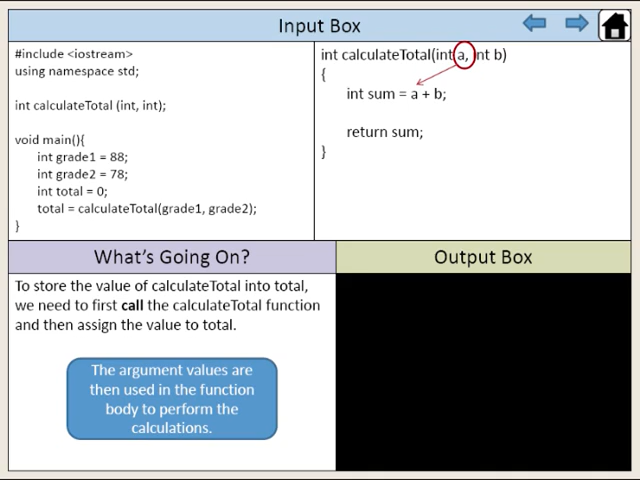 Input Box
#include <iostream>
using namespace std;
int calculateTotal (int, int);
void main(){
int grade1 = 88;
int grade2 = 78;
int total = 0;
total = calculateTotal(grade1, grade2);
}
int calculateTotal(int a, int b)
{
int sum = a + b;
return sum;
}
What's Going On?
To store the value of calculateTotal into total,
we need to first call the calculateTotal function
and then assign the value to total.
The argument values are
then used in the function
body to perform the
calculations.
Output Box